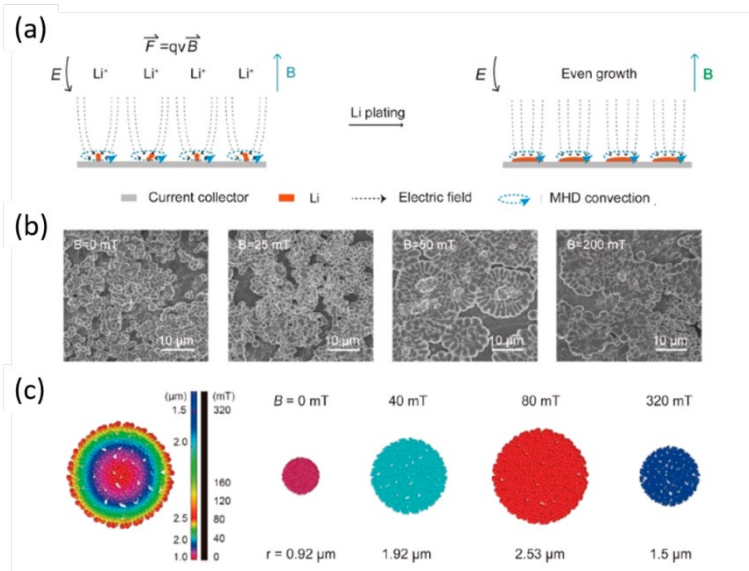 (a)
F =qvB
E
Li⁺ Li⁺ Li⁺ Li⁺
B
Li plating
E
Even growth
B
Current collector
Li
Electric field
MHD convection
(b)
B=0 mT
10 μm
B=25 mT
10 μm
B=50 mT
10 μm
B=200 mT
10 μm
(c)
(μm) (mT)
1.5 320
2.0
160
120
2.5 80
2.0 40
1.0 0
B = 0 mT 40 mT 80 mT 320 mT
r = 0.92 μm 1.92 μm 2.53 μm 1.5 μm